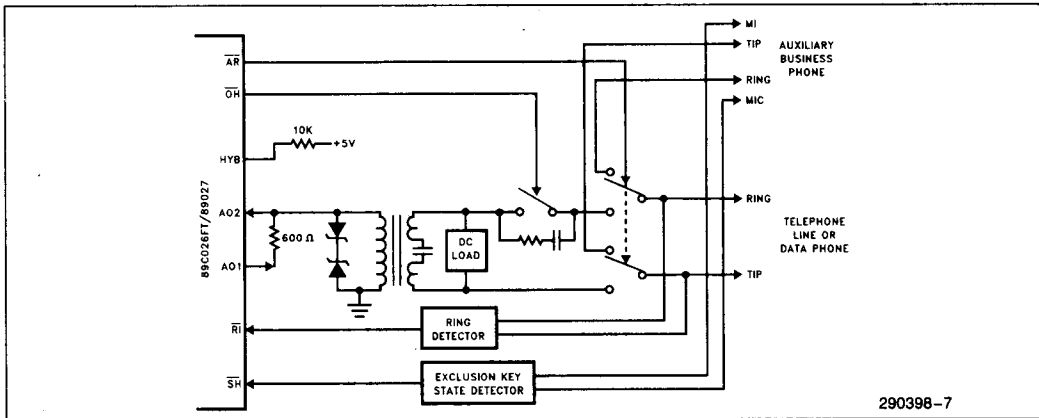 MI
TIP
AUXILIARY
BUSINESS
PHONE
RING
MIC
AR
OH
10K
+5V
HYB
AO2
600 Ω
AO1
89C026FT/89027
DC
LOAD
RING
TELEPHONE
LINE OR
DATA PHONE
TIP
RI
RING
DETECTOR
SH
EXCLUSION KEY
STATE DETECTOR
290398-7